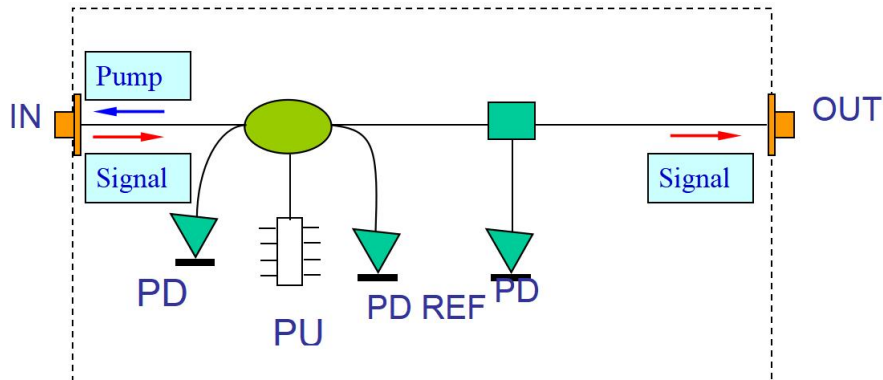 Pump
IN
OUT
Signal
Signal
PD
PD REF
PD
PU